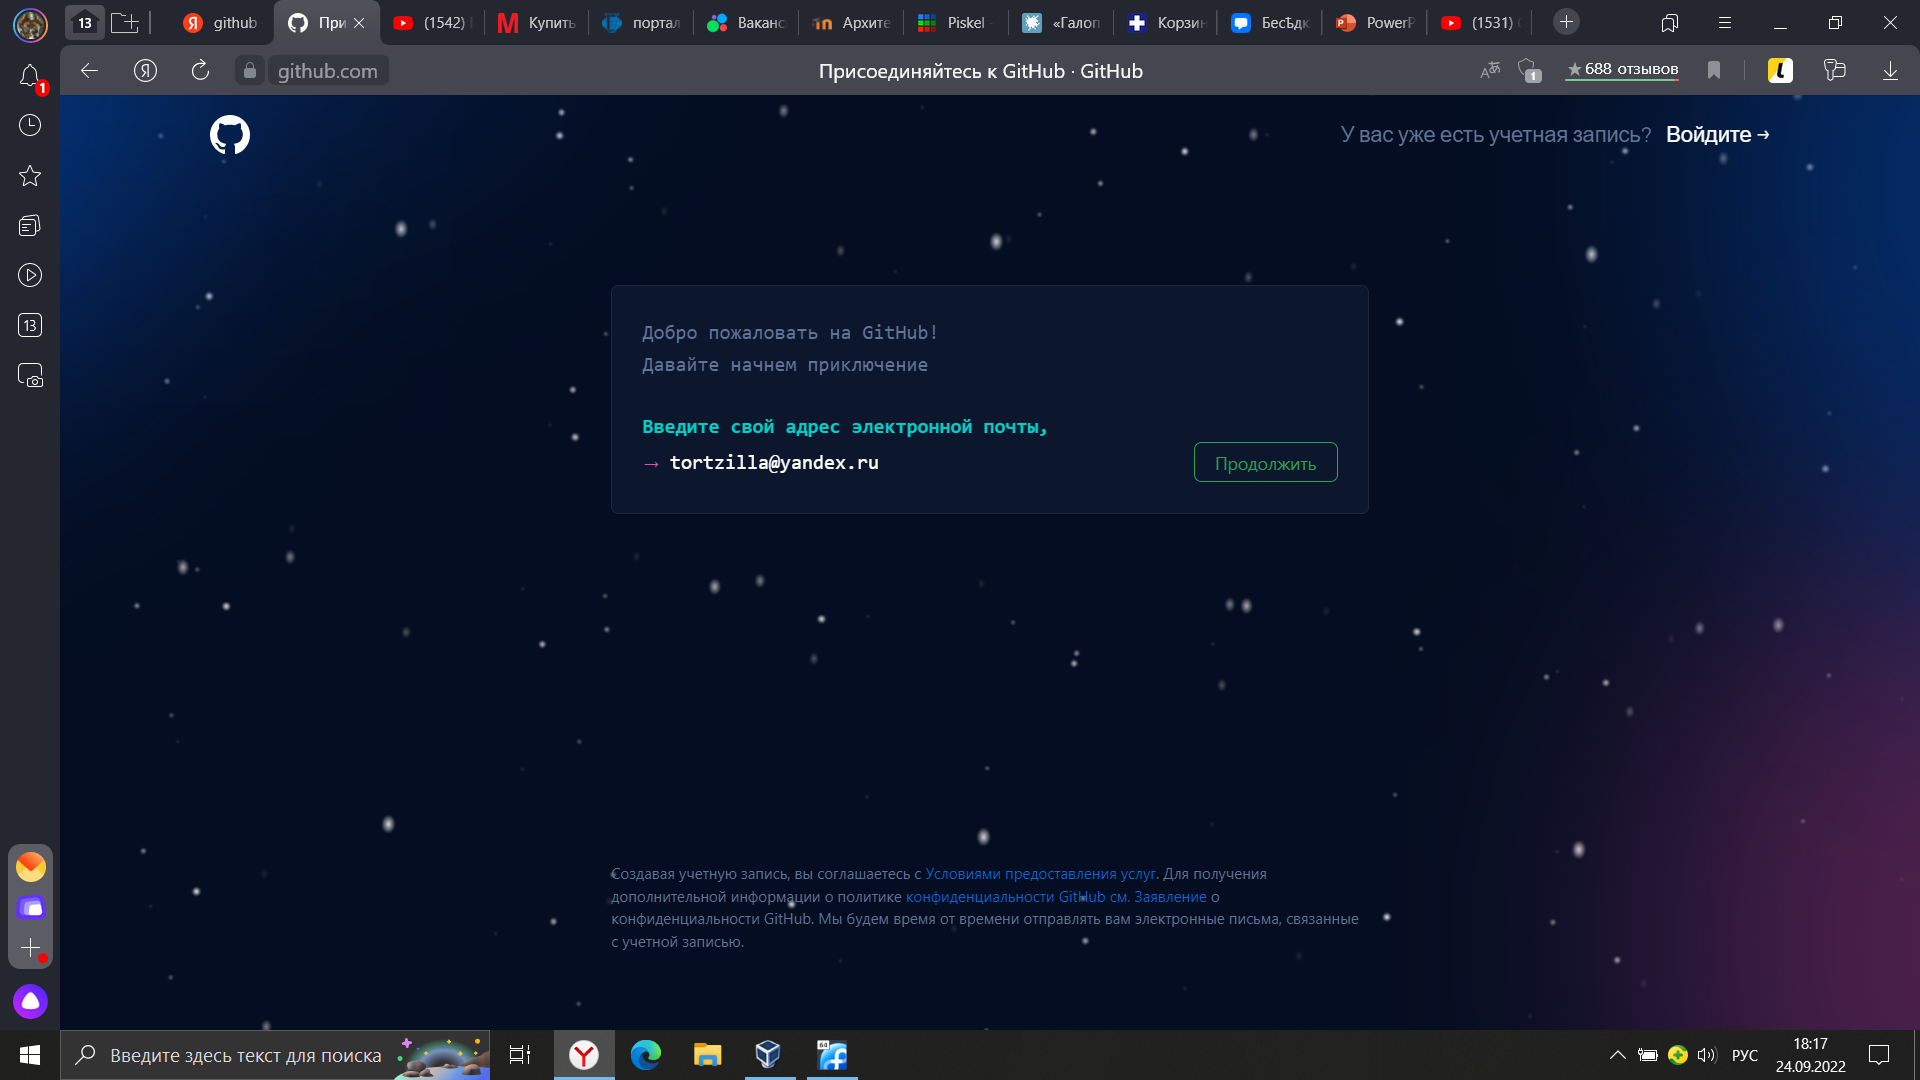 13
github
При
(1542)
Купить
портал
Ваканс
Архите
Piskel
«Галоп
Корзин
Бесѣдк
PowerP
(1531)
1
Я
github.com
Присоединяйтесь к GitHub · GitHub
1
★688 отзывов
13
У вас уже есть учетная запись? Войдите →
Добро пожаловать на GitHub!
Давайте начнем приключение
Введите свой адрес электронной почты,
→ tortzilla@yandex.ru
Продолжить
Создавая учетную запись, вы соглашаетесь с Условиями предоставления услуг. Для получения
дополнительной информации о политике конфиденциальности GitHub см. Заявление о
конфиденциальности GitHub. Мы будем время от времени отправлять вам электронные письма, связанные
с учетной записью.
Введите здесь текст для поиска
64
РУС
18:17
24.09.2022